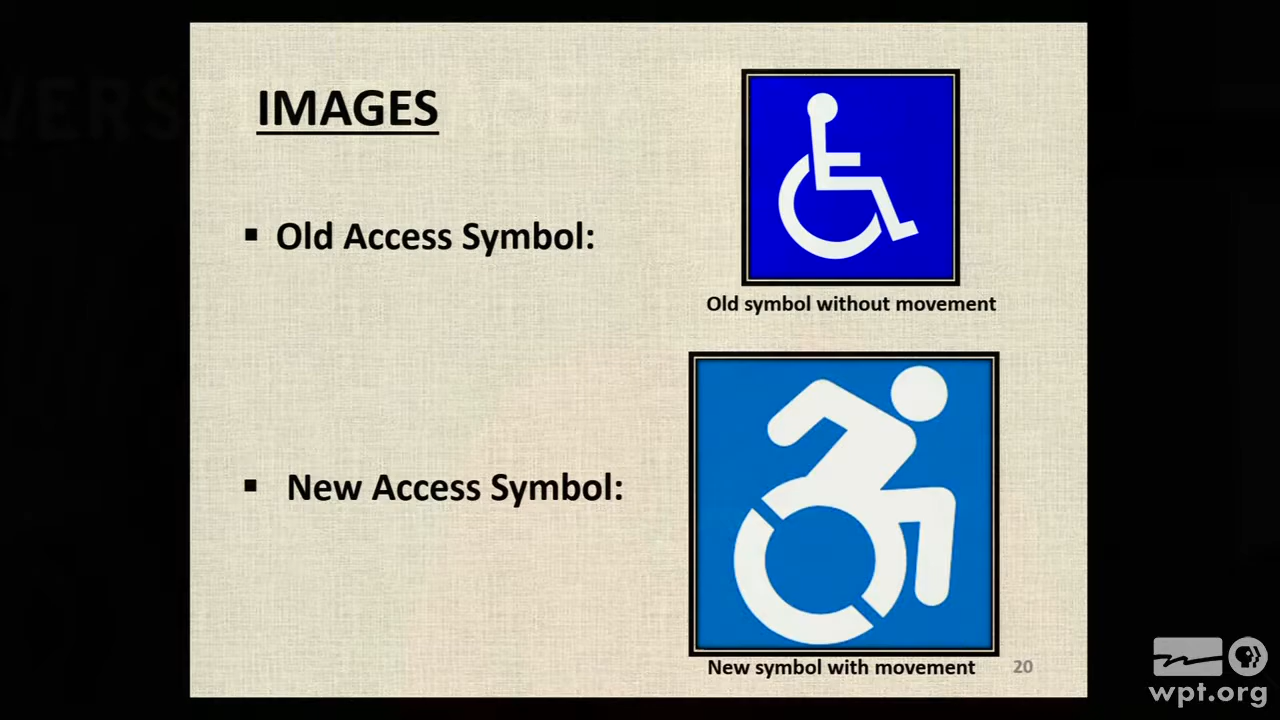 IMAGES
▪ Old Access Symbol:
Old symbol without movement
▪ New Access Symbol:
New symbol with movement
20
wpt.org